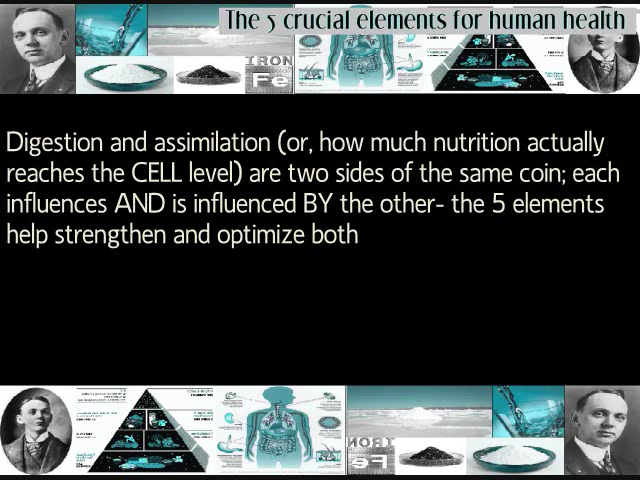 The 5 crucial elements for human health
IRON
Fe
Digestion and assimilation (or, how much nutrition actually
reaches the CELL level) are two sides of the same coin; each
influences AND is influenced BY the other- the 5 elements
help strengthen and optimize both
IRON
Fe